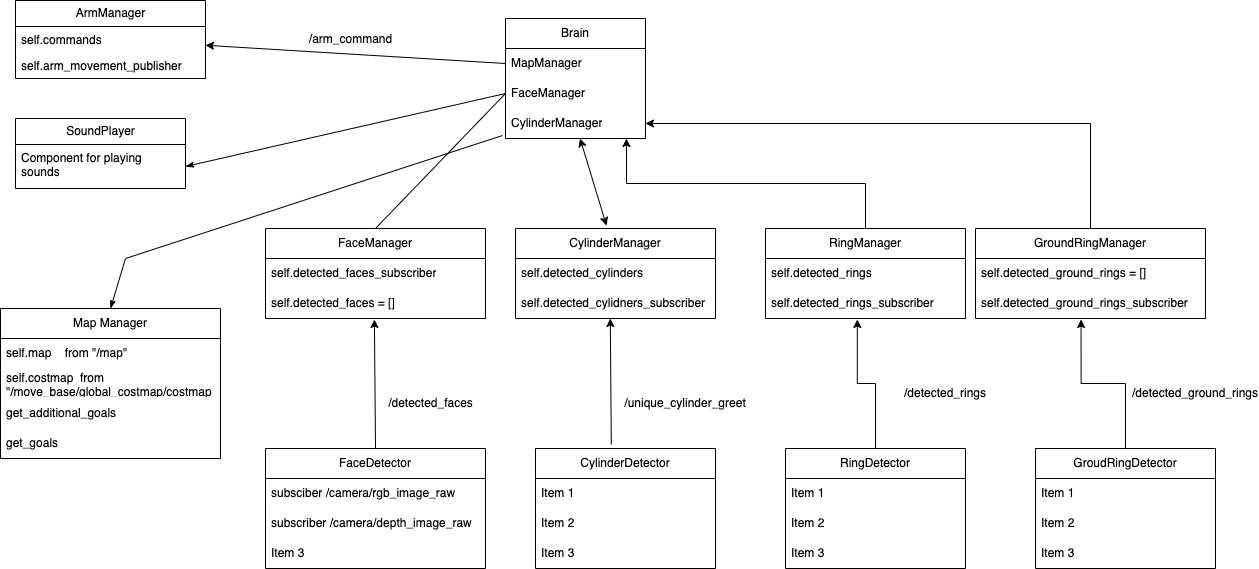 ArmManager
self.commands
self.arm_movement_publisher
/arm_command
Brain
MapManager
FaceManager
CylinderManager
SoundPlayer
Component for playing
sounds
FaceManager
self.detected_faces_subscriber
self.detected_faces = []
CylinderManager
self.detected_cylinders
self.detected_cylidners_subscriber
RingManager
self.detected_rings
self.detected_rings_subscriber
GroundRingManager
self.detected_ground_rings = []
self.detected_ground_rings_subscriber
Map Manager
self.map from "/map"
self.costmap from
"/move_base/global_costmap/costmap
get_additional_goals
get_goals
/detected_faces
/unique_cylinder_greet
/detected_rings
/detected_ground_rings
FaceDetector
subsciber /camera/rgb_image_raw
subscriber /camera/depth_image_raw
Item 3
CylinderDetector
Item 1
Item 2
Item 3
RingDetector
Item 1
Item 2
Item 3
GroudRingDetector
Item 1
Item 2
Item 3